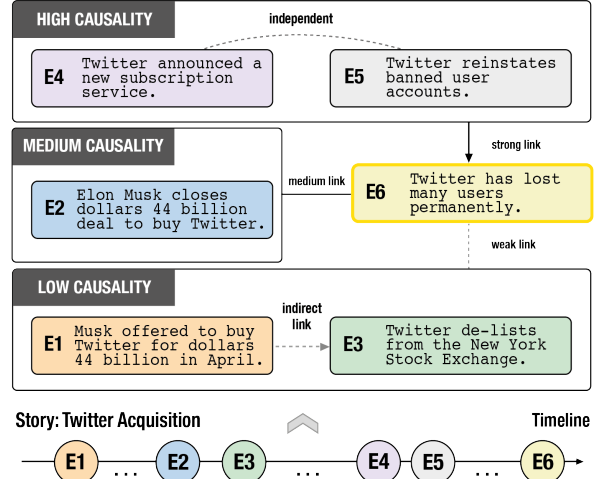 HIGH CAUSALITY
independent
E4
Twitter announced a
new subscription
service.
E5
Twitter reinstates
banned user
accounts.
strong link
MEDIUM CAUSALITY
E2
Elon Musk closes
dollars 44 billion
deal to buy Twitter.
medium link
E6
Twitter has lost
many users
permanently.
weak link
LOW CAUSALITY
E1
Musk offered to buy
Twitter for dollars
44 billion in April.
indirect
link
E3
Twitter de-lists
from the New York
Stock Exchange.
Story: Twitter Acquisition
Timeline
E1 ... E2 E3 ... E4 E5 ... E6